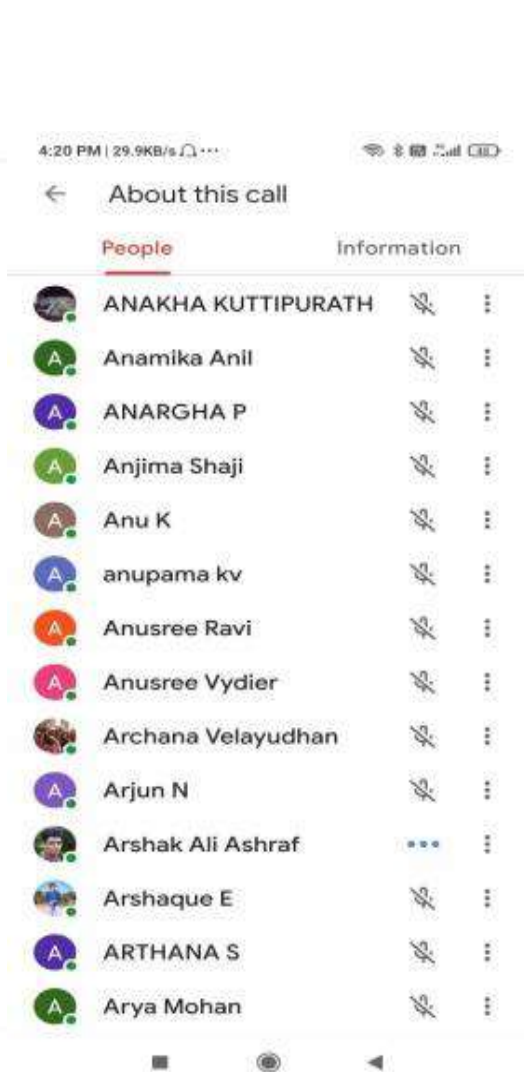 4:20 PM | 29.9KB/s
About this call
People Information
ANAKHA KUTTIPURATH
A Anamika Anil
A ANARGHA P
A Anjima Shaji
A Anu K
A anupama kv
A Anusree Ravi
A Anusree Vydier
Archana Velayudhan
A Arjun N
Arshak Ali Ashraf
Arshaque E
A ARTHANA S
A Arya Mohan